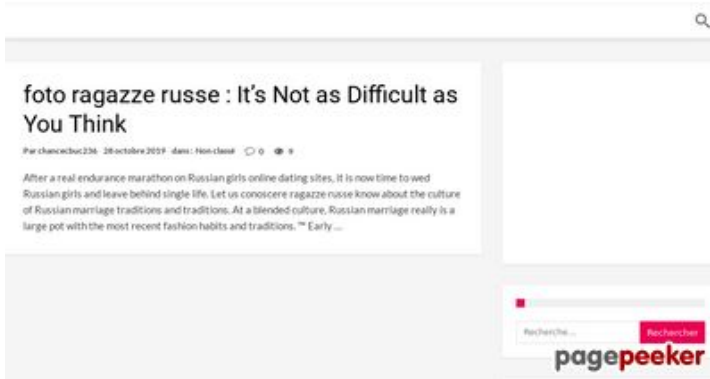 foto ragazze russe : It's Not as Difficult as
You Think
Par chancecbuc236 28 octobre 2019 dans : Non classé 0 9
After a real endurance marathon on Russian girls online dating sites, it is now time to wed
Russian girls and leave behind single life. Let us conoscere ragazze russe know about the culture
of Russian marriage traditions and traditions. At a blended culture, Russian marriage really is a
large pot with the most recent fashion habits and traditions. ™ Early ...
Recherche...
Rechercher
pagepeeker